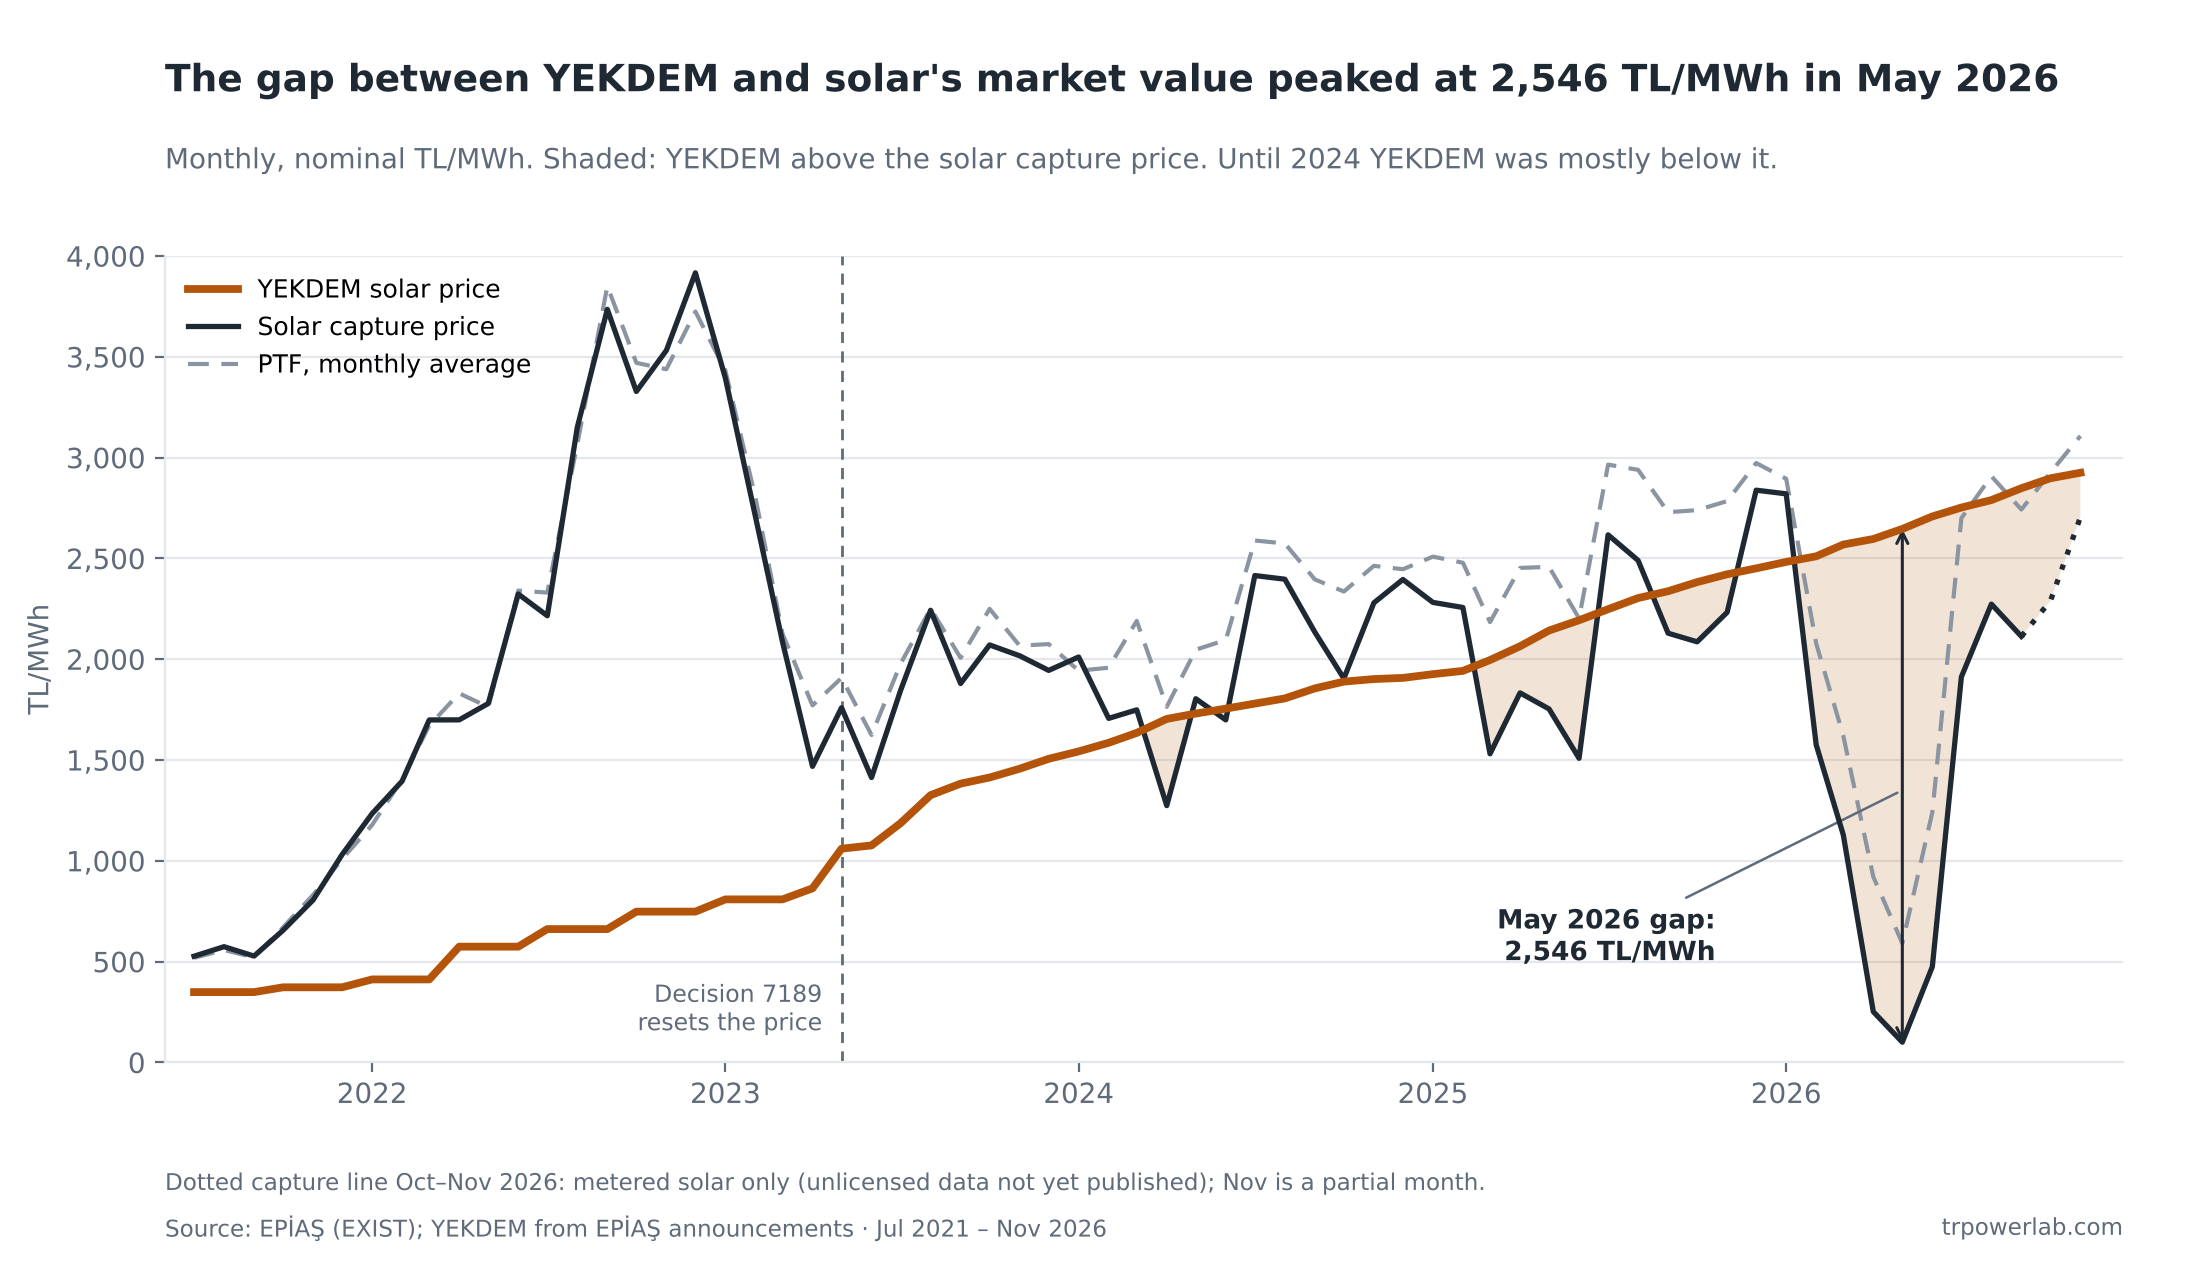 The gap between YEKDEM and solar's market value peaked at 2,546 TL/MWh in May 2026
Monthly, nominal TL/MWh. Shaded: YEKDEM above the solar capture price. Until 2024 YEKDEM was mostly below it.
TL/MWh
4,000
3,500
3,000
2,500
2,000
1,500
1,000
500
0
YEKDEM solar price
Solar capture price
PTF, monthly average
Decision 7189
resets the price
May 2026 gap:
2,546 TL/MWh
2022
2023
2024
2025
2026
Dotted capture line Oct–Nov 2026: metered solar only (unlicensed data not yet published); Nov is a partial month.
Source: EPİAŞ (EXIST); YEKDEM from EPİAŞ announcements · Jul 2021 – Nov 2026
trpowerlab.com